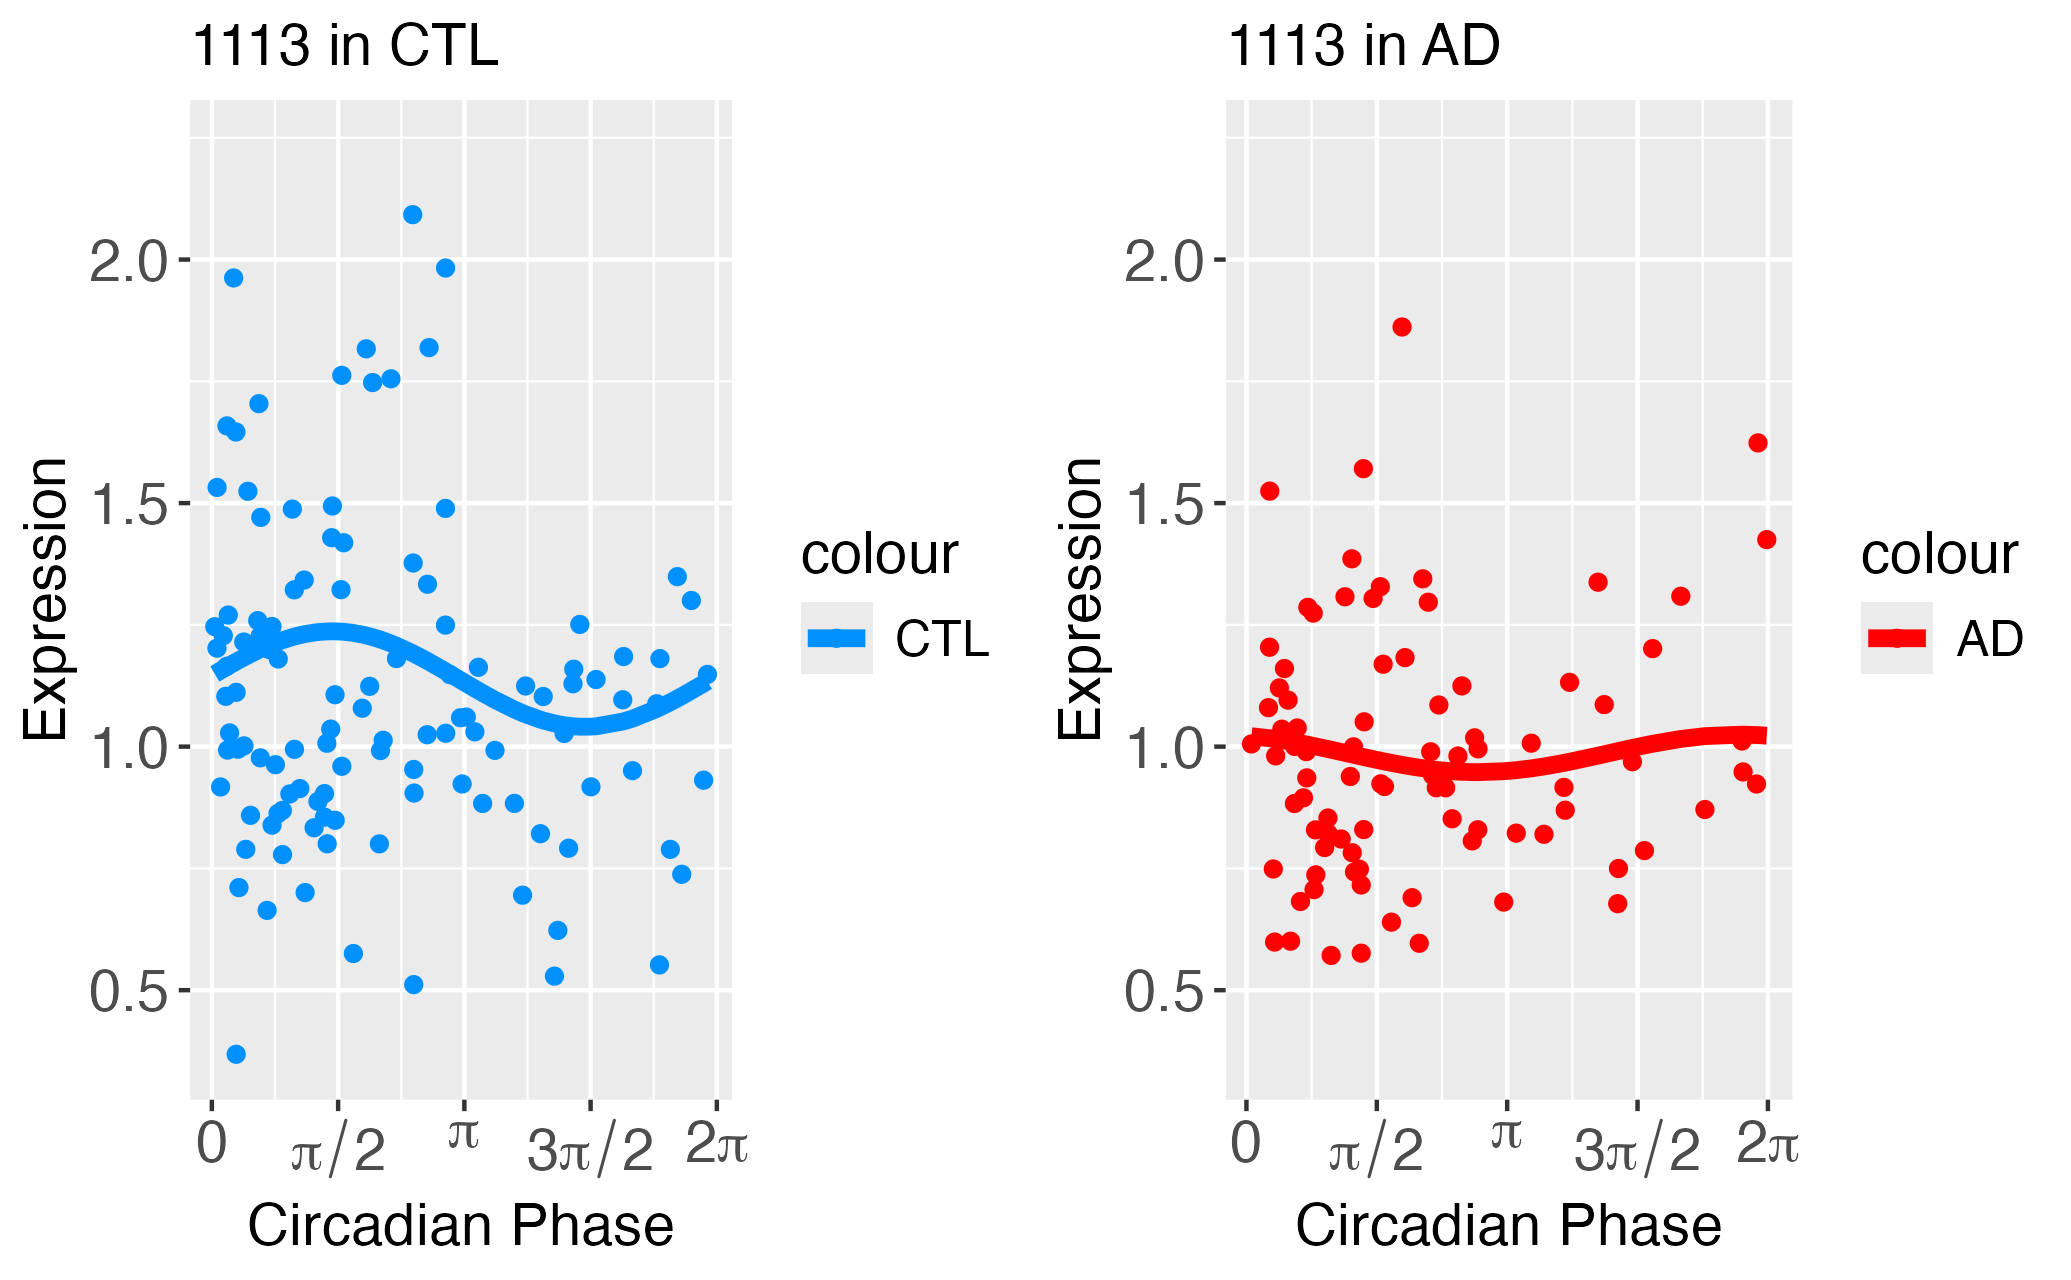 1113 in CTL
Expression
2.0
1.5
1.0
0.5
0
π/2
π
3π/2
2π
Circadian Phase
colour
CTL
1113 in AD
Expression
2.0
1.5
1.0
0.5
0
π/2
π
3π/2
2π
Circadian Phase
colour
AD